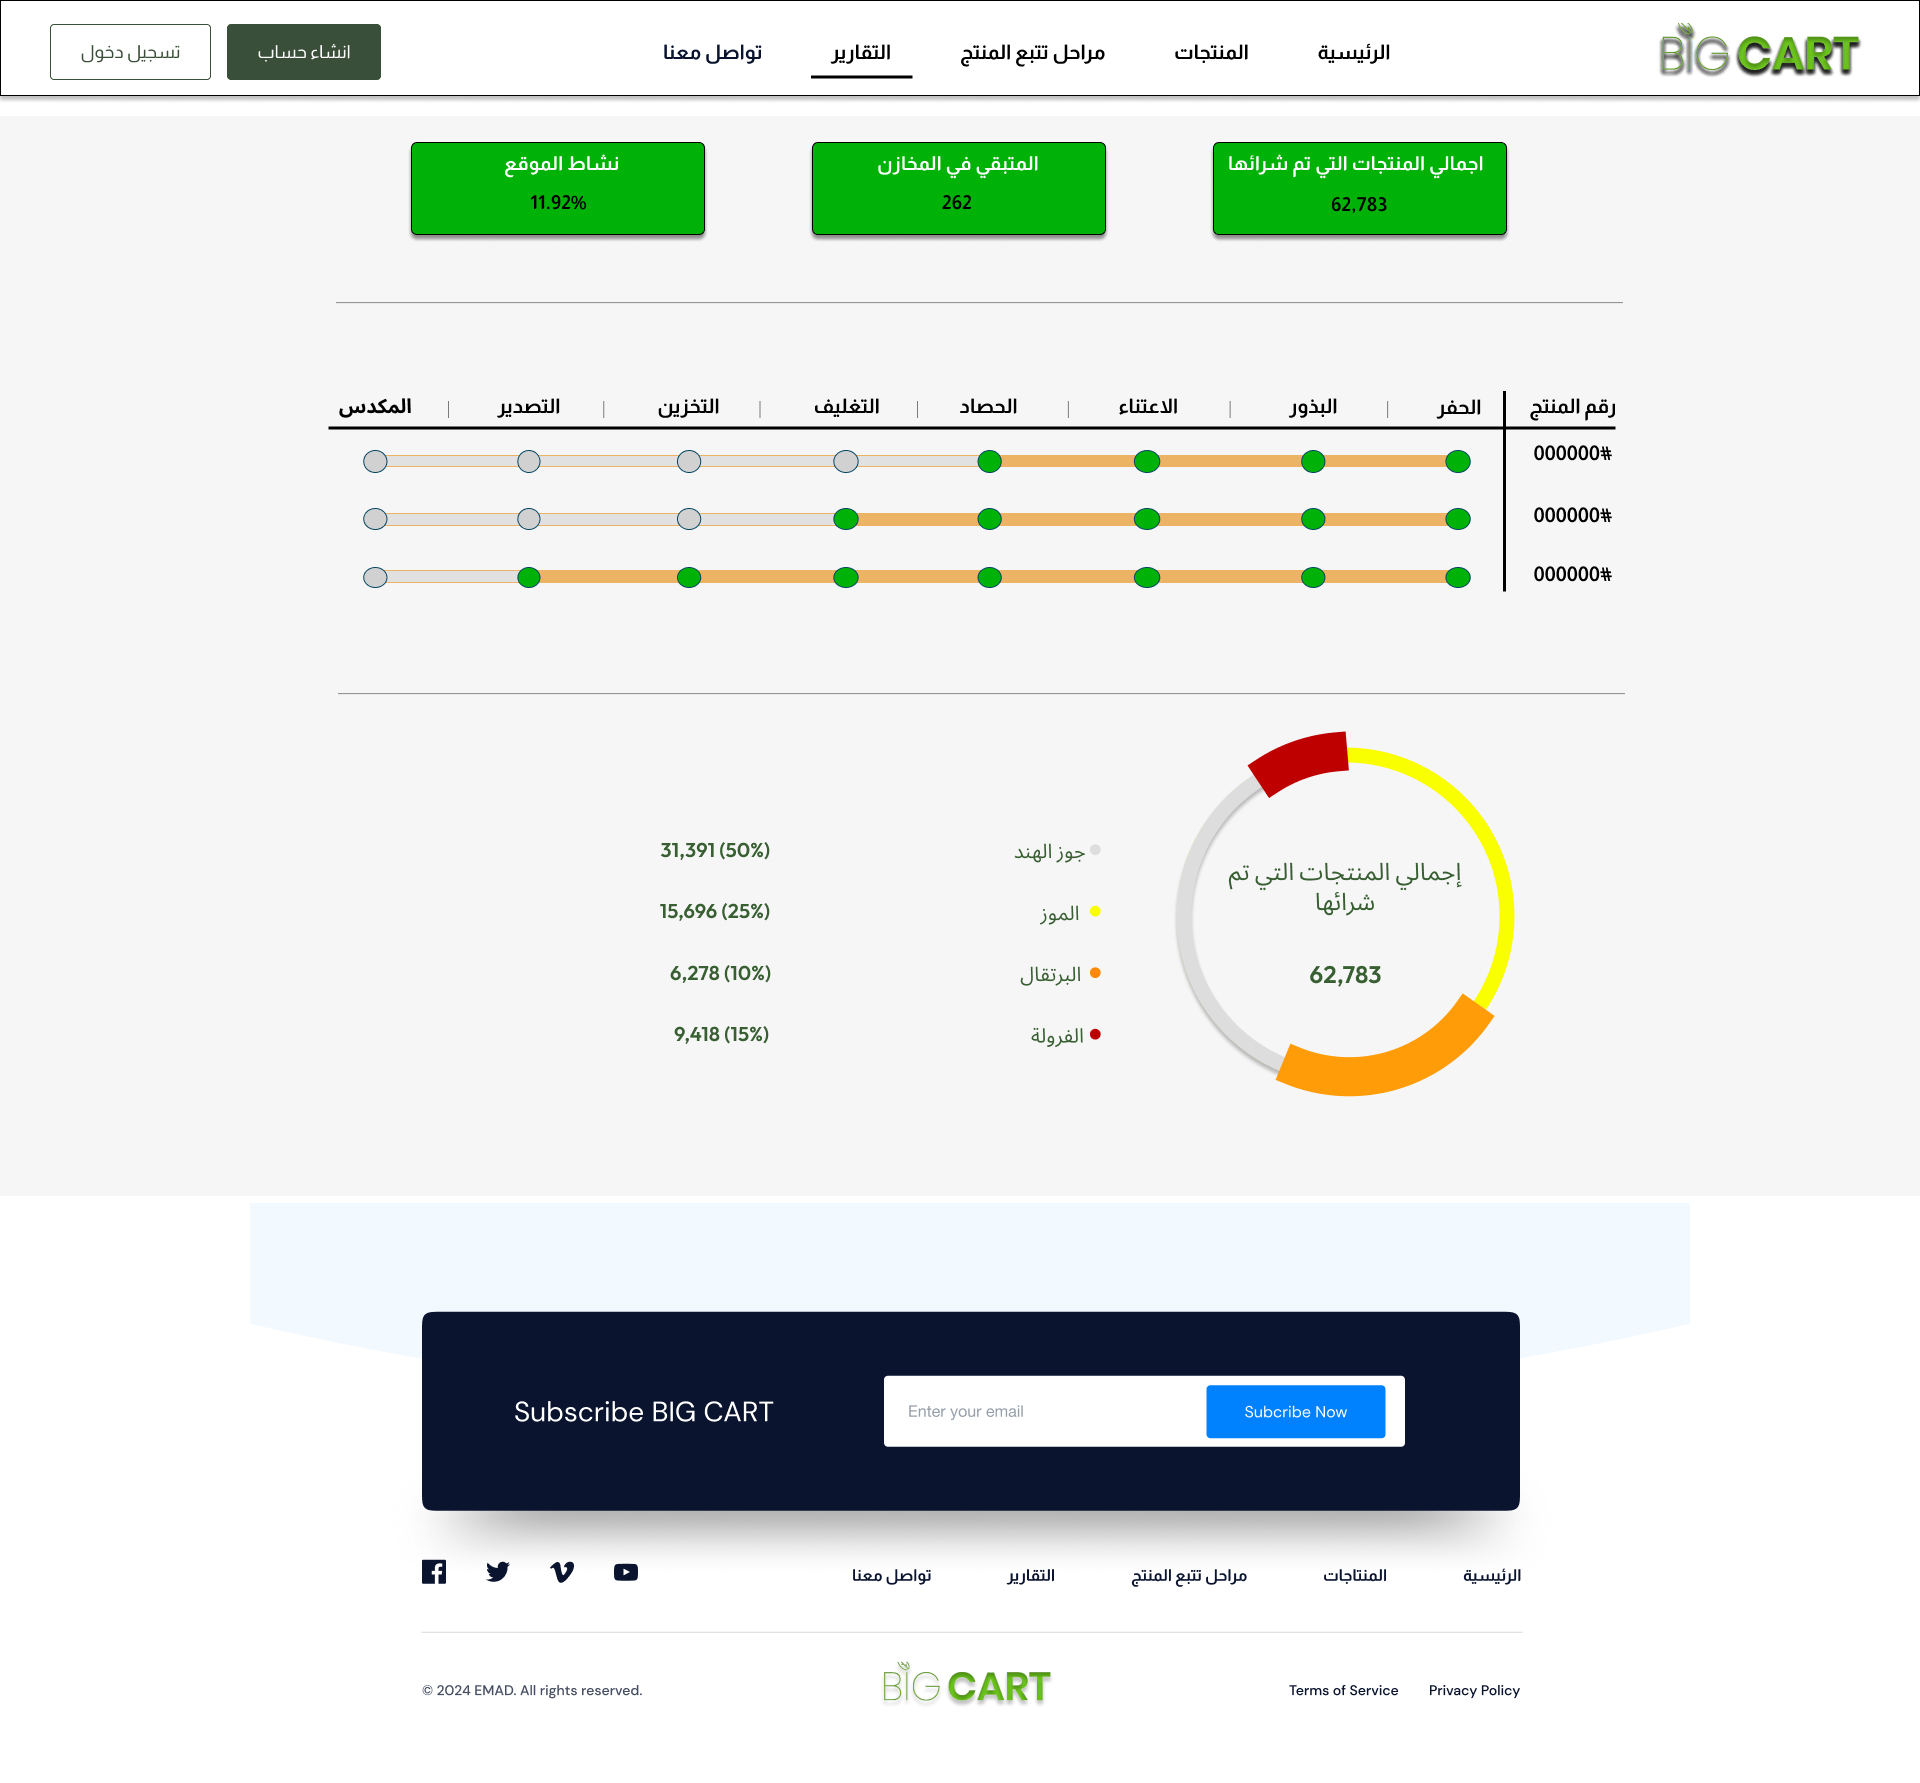 BIG CART
الرئيسية
المنتجات
مراحل تتبع المنتج
التقارير
تواصل معنا
انشاء حساب
تسجيل دخول
اجمالي المنتجات التي تم شرائها
62,783
المتبقي في المخازن
262
نشاط الموقع
11.92%
رقم المنتج
الحفر
البذور
الاعتناء
الحصاد
التغليف
التخزين
التصدير
المكدس
000000#
000000#
000000#
إجمالي المنتجات التي تم
شرائها
62,783
جوز الهند
31,391 (50%)
الموز
15,696 (25%)
البرتقال
6,278 (10%)
الفرولة
9,418 (15%)
Subscribe BIG CART
Enter your email
Subcribe Now
الرئيسية
المنتاجات
مراحل تتبع المنتج
التقارير
تواصل معنا
© 2024 EMAD. All rights reserved.
BIG CART
Terms of Service
Privacy Policy